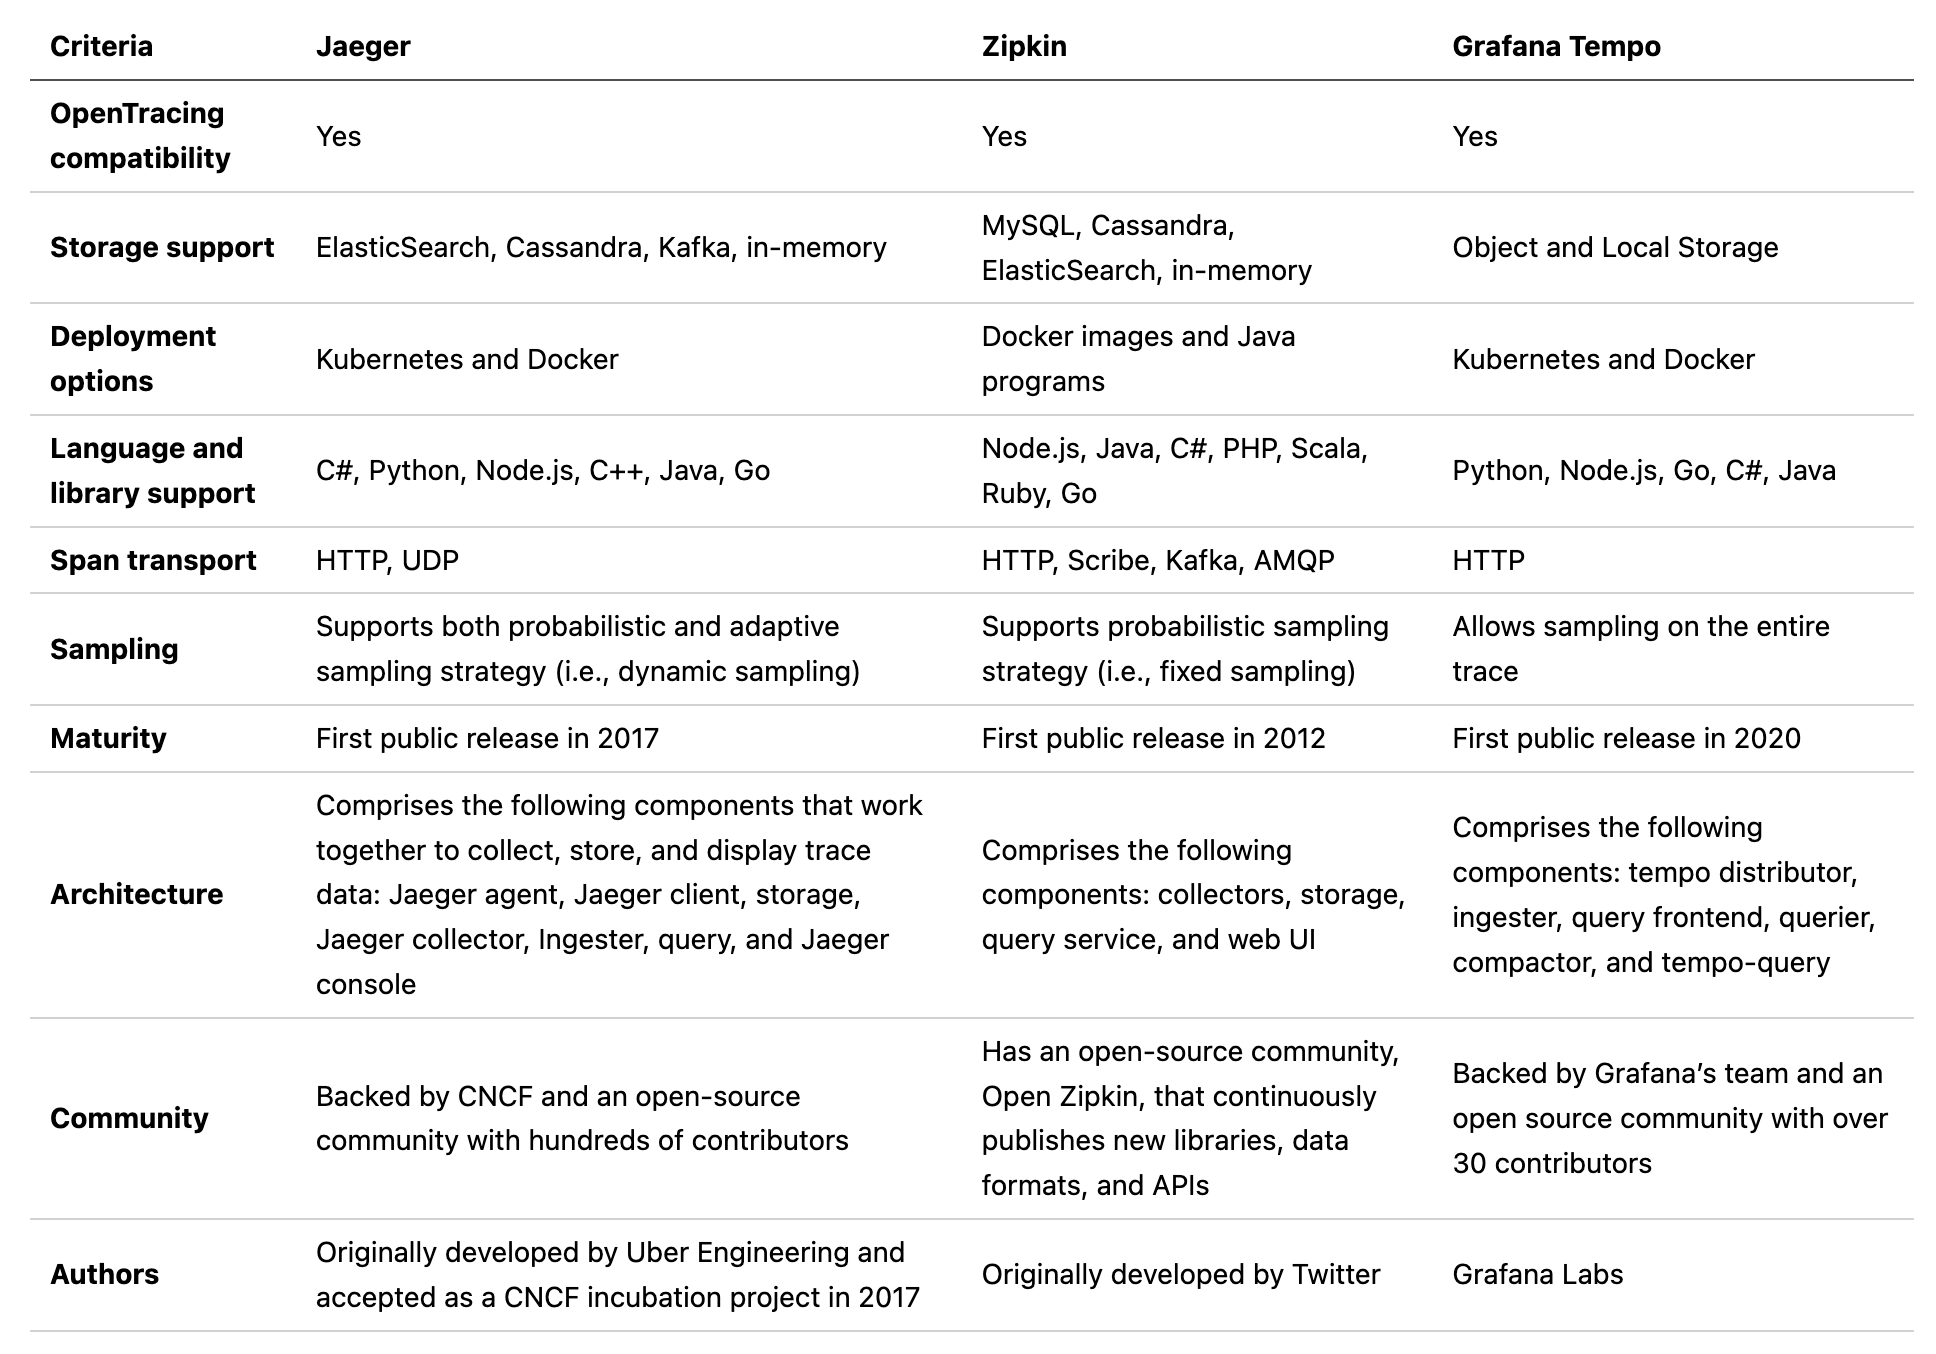 Criteria
Jaeger
Zipkin
Grafana Tempo
OpenTracing
compatibility
Yes
Yes
Yes
Storage support
ElasticSearch, Cassandra, Kafka, in-memory
MySQL, Cassandra,
ElasticSearch, in-memory
Object and Local Storage
Deployment
options
Kubernetes and Docker
Docker images and Java
programs
Kubernetes and Docker
Language and
library support
C#, Python, Node.js, C++, Java, Go
Node.js, Java, C#, PHP, Scala,
Ruby, Go
Python, Node.js, Go, C#, Java
Span transport
HTTP, UDP
HTTP, Scribe, Kafka, AMQP
HTTP
Sampling
Supports both probabilistic and adaptive
sampling strategy (i.e., dynamic sampling)
Supports probabilistic sampling
strategy (i.e., fixed sampling)
Allows sampling on the entire
trace
Maturity
First public release in 2017
First public release in 2012
First public release in 2020
Architecture
Comprises the following components that work
together to collect, store, and display trace
data: Jaeger agent, Jaeger client, storage,
Jaeger collector, Ingester, query, and Jaeger
console
Comprises the following
components: collectors, storage,
query service, and web UI
Comprises the following
components: tempo distributor,
ingester, query frontend, querier,
compactor, and tempo-query
Community
Backed by CNCF and an open-source
community with hundreds of contributors
Has an open-source community,
Open Zipkin, that continuously
publishes new libraries, data
formats, and APIs
Backed by Grafana’s team and an
open source community with over
30 contributors
Authors
Originally developed by Uber Engineering and
accepted as a CNCF incubation project in 2017
Originally developed by Twitter
Grafana Labs